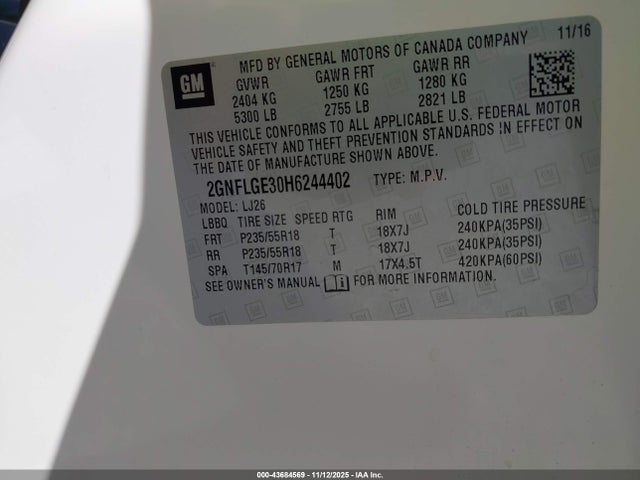 11/16
MFD BY GENERAL MOTORS OF CANADA COMPANY
GM
GVWR GAWR FRT GAWR RR
2404 KG 1250 KG 1280 KG
5300 LB 2755 LB 2821 LB
THIS VEHICLE CONFORMS TO ALL APPLICABLE U.S. FEDERAL MOTOR
VEHICLE SAFETY AND THEFT PREVENTION STANDARDS IN EFFECT ON
THE DATE OF MANUFACTURE SHOWN ABOVE.
2GNFLGE30H6244402 TYPE: M.P.V.
MODEL: LJ26
LBBQ TIRE SIZE SPEED RTG RIM COLD TIRE PRESSURE
FRT P235/55R18 T 18X7J 240KPA(35PSI)
RR P235/55R18 T 18X7J 240KPA(35PSI)
SPA T145/70R17 M 17X4.5T 420KPA(60PSI)
SEE OWNER'S MANUAL FOR MORE INFORMATION.
000-43684569 - 11/12/2025 - IAA Inc.